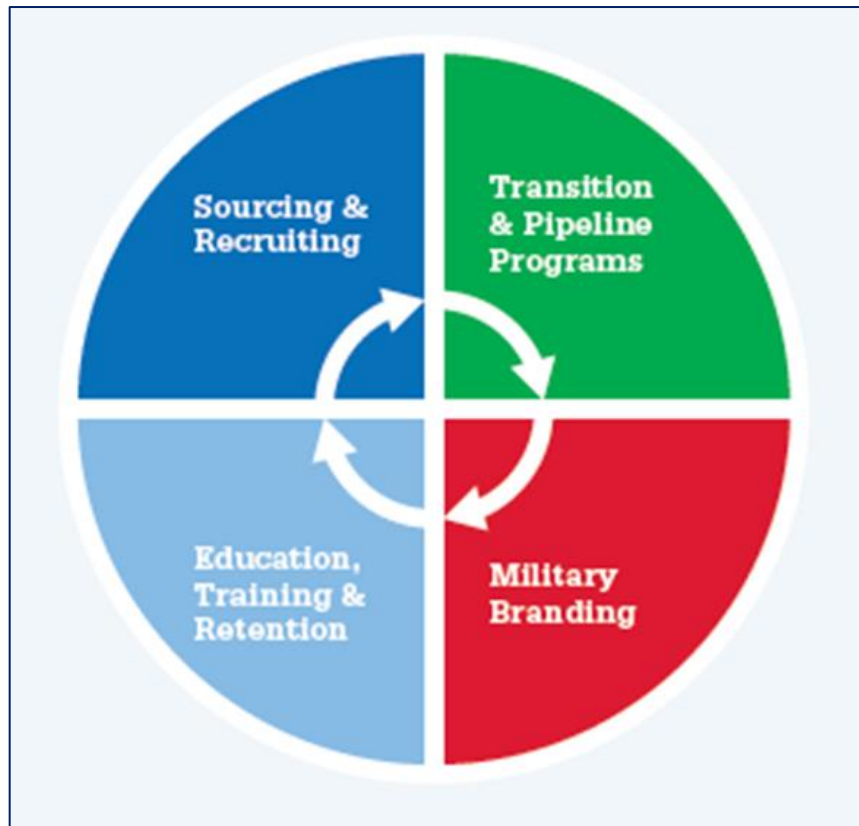 Sourcing &
Recruiting
Transition
& Pipeline
Programs
Education,
Training &
Retention
Military
Branding